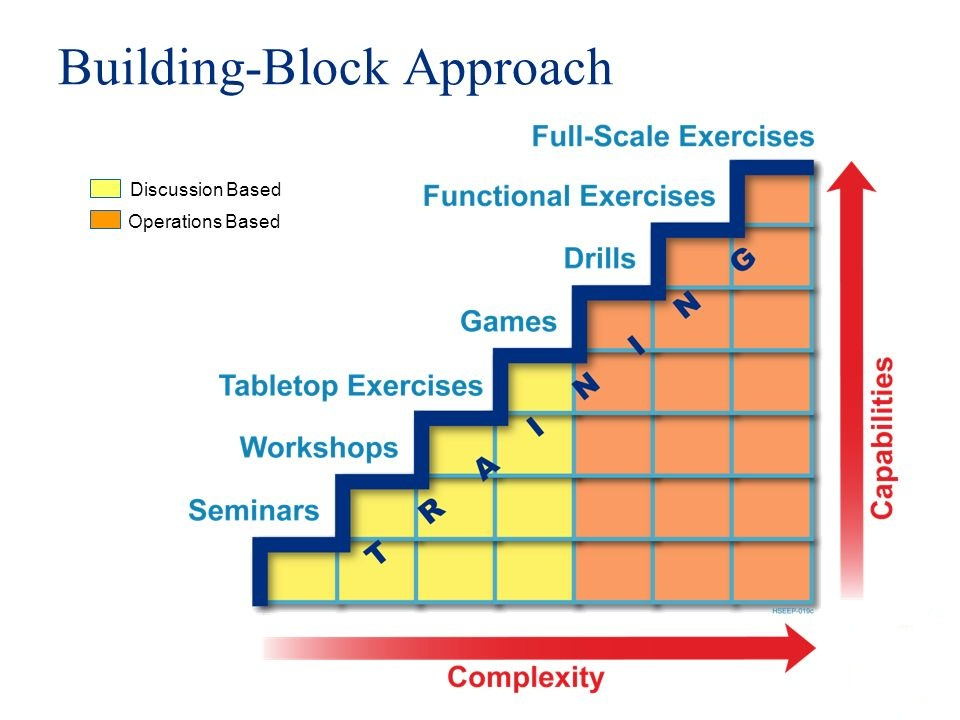 Building-Block Approach
Full-Scale Exercises
Discussion Based
Functional Exercises
Operations Based
Drills
Games
Tabletop Exercises
Workshops
Seminars
TRAINING
Capabilities
HSEEP-019c
Complexity